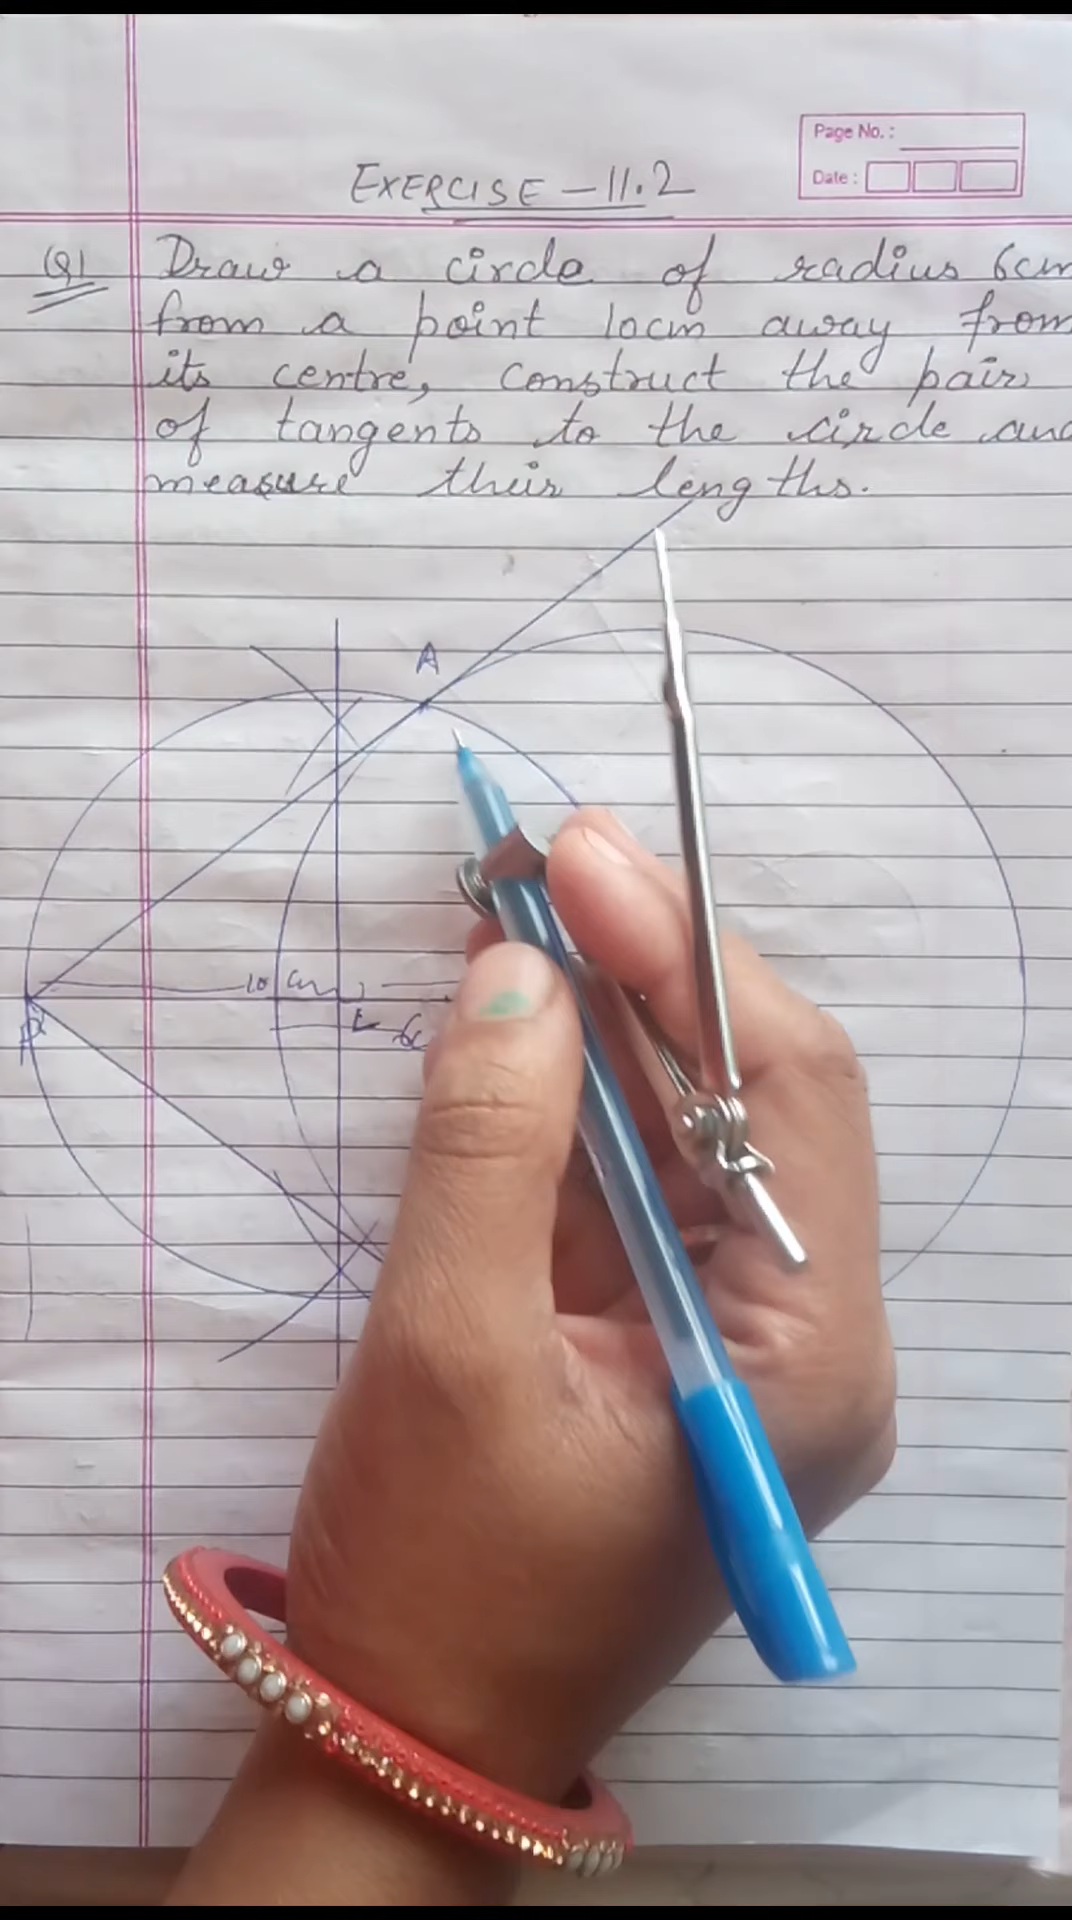 Page No. :
Date :
EXERCISE - 11.2
Q1 Draw a circle of radius 6cm
from a point 10cm away from
its centre, construct the pair
of tangents to the circle and
measure their lengths.
A
10 cm
6c
P